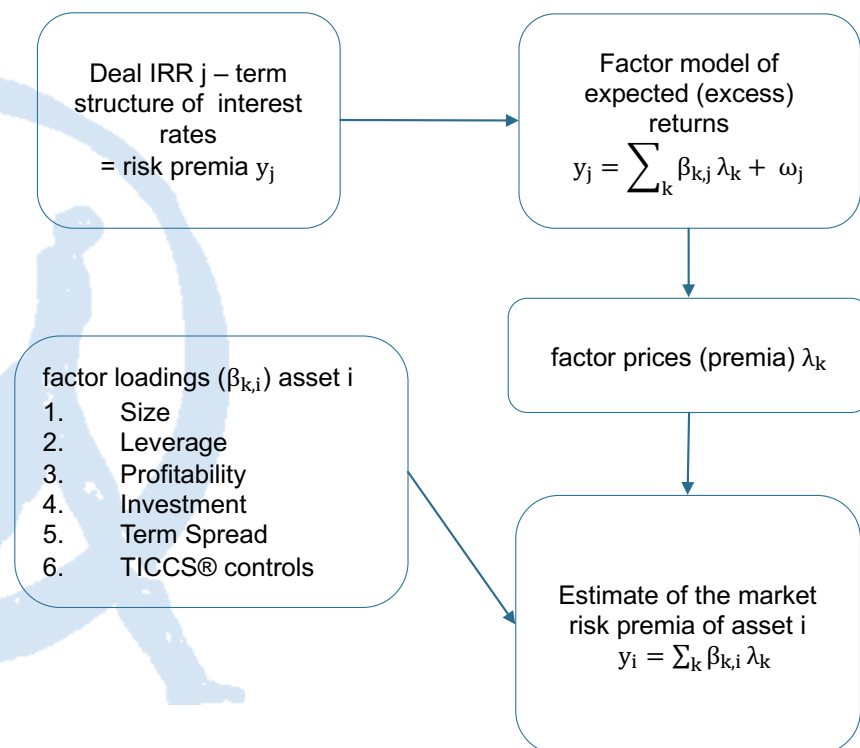 Deal IRR j – term
structure of interest
rates
= risk premia yⱼ
Factor model of
expected (excess)
returns
yⱼ = ∑ₖ βₖ,ⱼ λₖ + ωⱼ
factor prices (premia) λₖ
factor loadings (βₖ,ᵢ) asset i
1. Size
2. Leverage
3. Profitability
4. Investment
5. Term Spread
6. TICCS® controls
Estimate of the market
risk premia of asset i
yᵢ = ∑ₖ βₖ,ᵢ λₖ